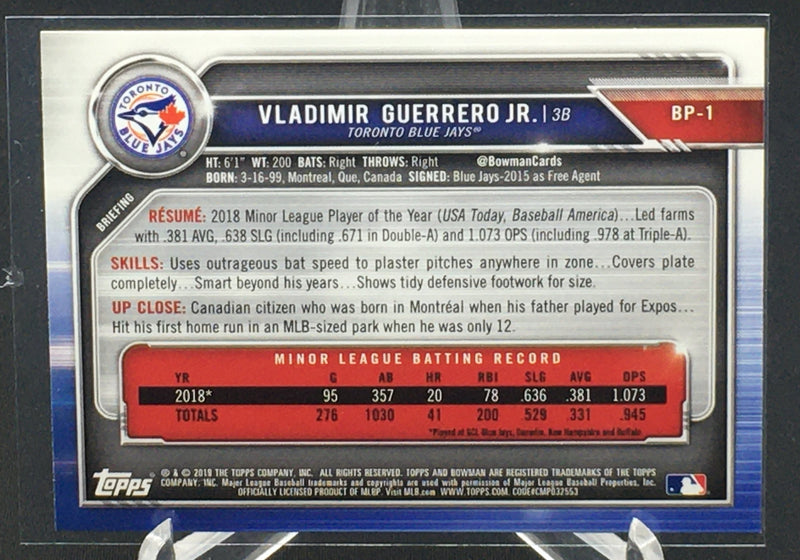 TORONTO
BLUE JAYS
VLADIMIR GUERRERO JR. | 3B
TORONTO BLUE JAYS®
BP-1
HT: 6'1" WT: 200 BATS: Right THROWS: Right @BowmanCards
BORN: 3-16-99, Montreal, Que, Canada SIGNED: Blue Jays-2015 as Free Agent
BRIEFING
RÉSUMÉ: 2018 Minor League Player of the Year (USA Today, Baseball America)...Led farms
with .381 AVG, .638 SLG (including .671 in Double-A) and 1.073 OPS (including .978 at Triple-A).
SKILLS: Uses outrageous bat speed to plaster pitches anywhere in zone...Covers plate
completely...Smart beyond his years...Shows tidy defensive footwork for size.
UP CLOSE: Canadian citizen who was born in Montréal when his father played for Expos...
Hit his first home run in an MLB-sized park when he was only 12.
MINOR LEAGUE BATTING RECORD
YR G AB HR RBI SLG AVG OPS
2018* 95 357 20 78 .636 .381 1.073
TOTALS 276 1030 41 200 .529 .331 .945
*Played at GCL Blue Jays, Dunedin, New Hampshire and Buffalo
Topps ® & © 2019 THE TOPPS COMPANY, INC. ALL RIGHTS RESERVED. TOPPS AND BOWMAN ARE REGISTERED TRADEMARKS OF THE TOPPS
COMPANY, INC. Major League Baseball trademarks and copyrights are used with permission of Major League Baseball Properties, Inc.
OFFICIALLY LICENSED PRODUCT OF MLBP. Visit MLB.com WWW.TOPPS.COM. CODE#CMP032553